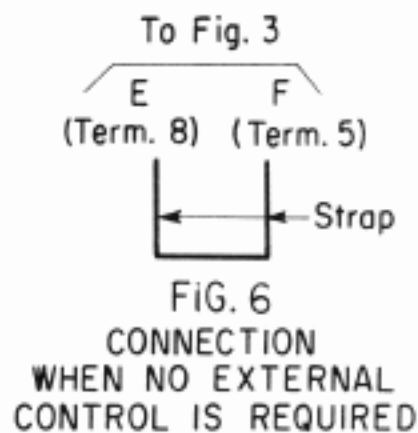 To Fig. 3
E F
(Term. 8) (Term. 5)
Strap
FiG. 6
CONNECTION
WHEN NO EXTERNAL
CONTROL IS REQUIRED